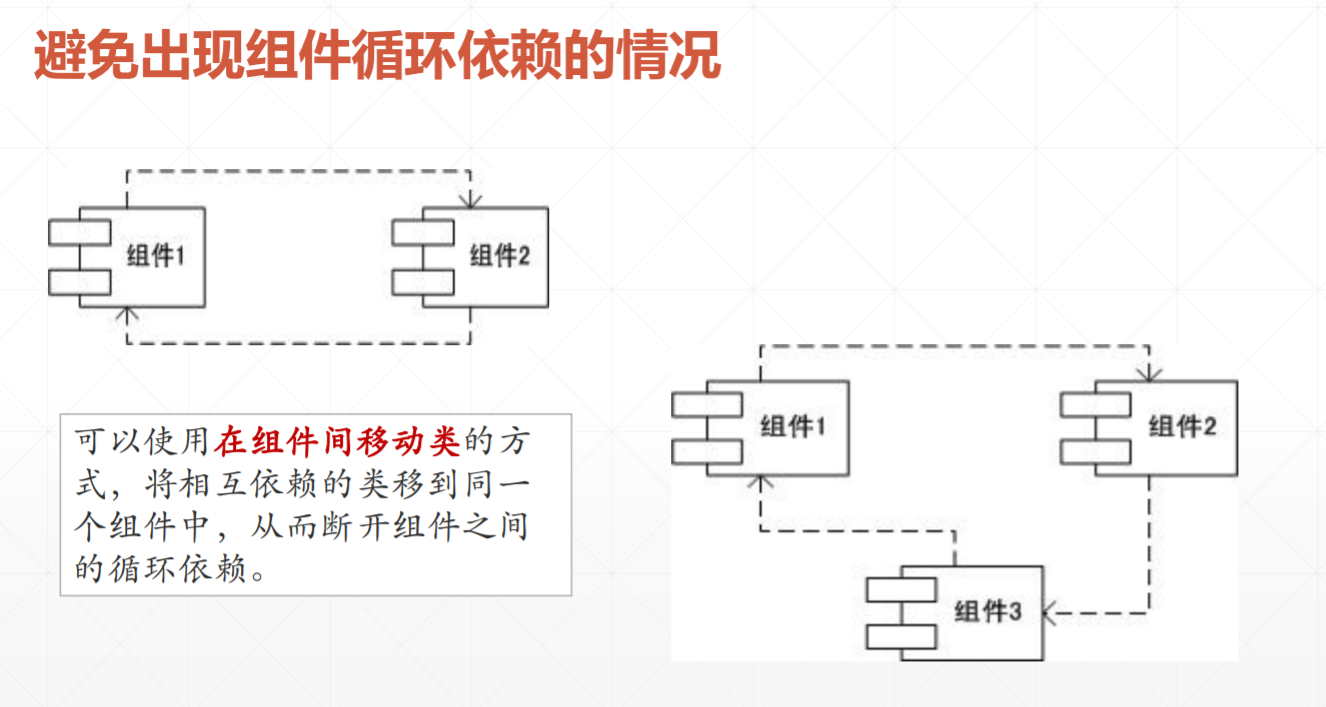 避免出现组件循环依赖的情况
组件1
组件2
可以使用在组件间移动类的方
式，将相互依赖的类移到同一
个组件中，从而断开组件之间
的循环依赖。
组件1
组件2
组件3